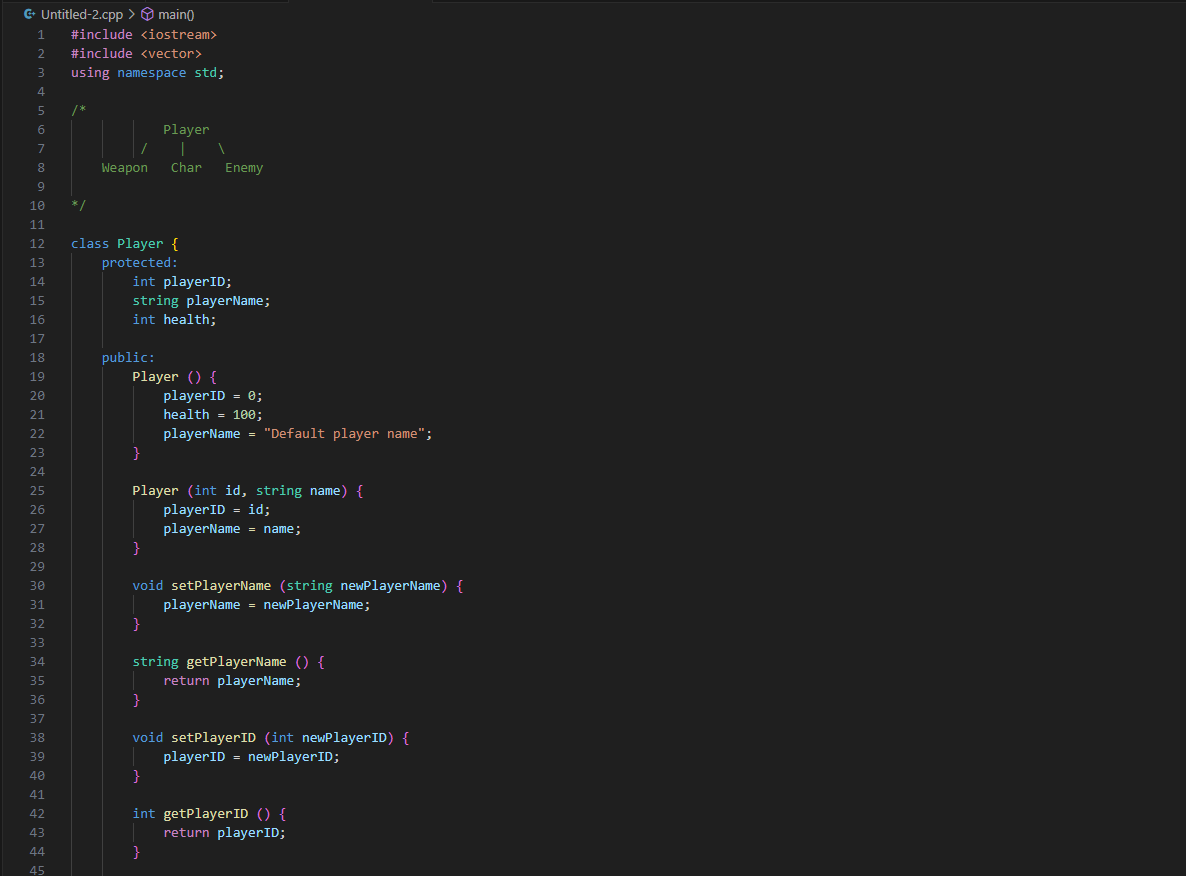 Untitled-2.cpp > main()
1 #include <iostream>
2 #include <vector>
3 using namespace std;
4
5 /*
6             Player
7          /    |    \
8     Weapon   Char   Enemy
9
10 */
11
12 class Player {
13     protected:
14         int playerID;
15         string playerName;
16         int health;
17
18     public:
19         Player () {
20             playerID = 0;
21             health = 100;
22             playerName = "Default player name";
23         }
24
25         Player (int id, string name) {
26             playerID = id;
27             playerName = name;
28         }
29
30         void setPlayerName (string newPlayerName) {
31             playerName = newPlayerName;
32         }
33
34         string getPlayerName () {
35             return playerName;
36         }
37
38         void setPlayerID (int newPlayerID) {
39             playerID = newPlayerID;
40         }
41
42         int getPlayerID () {
43             return playerID;
44         }
45